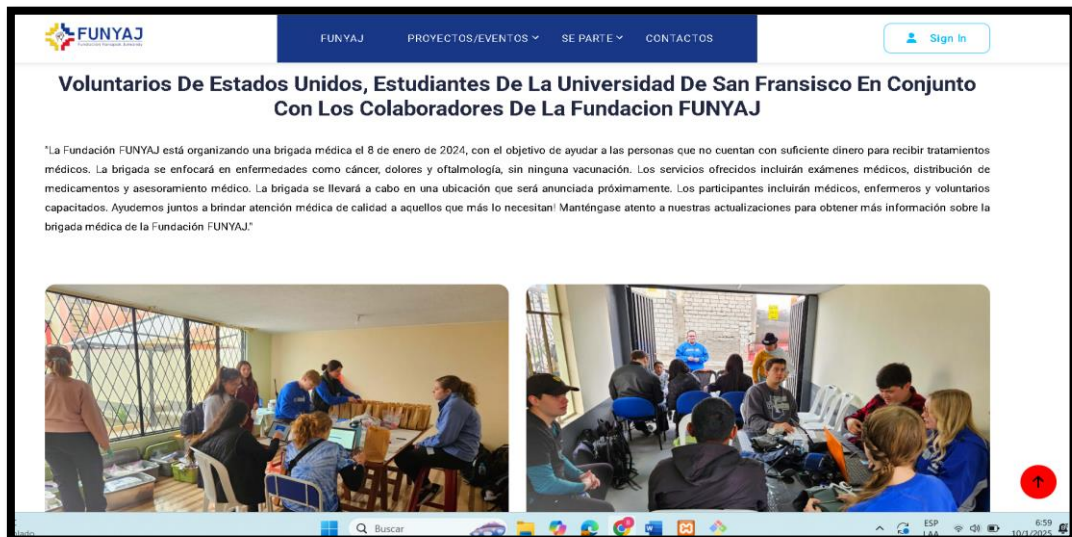 FUNYAJ
FUNYAJ PROYECTOS/EVENTOS SE PARTE CONTACTOS
Sign In
Voluntarios De Estados Unidos, Estudiantes De La Universidad De San Fransisco En Conjunto
Con Los Colaboradores De La Fundacion FUNYAJ
"La Fundación FUNYAJ está organizando una brigada médica el 8 de enero de 2024, con el objetivo de ayudar a las personas que no cuentan con suficiente dinero para recibir tratamientos
médicos. La brigada se enfocará en enfermedades como cáncer, dolores y oftalmología, sin ninguna vacunación. Los servicios ofrecidos incluirán exámenes médicos, distribución de
medicamentos y asesoramiento médico. La brigada se llevará a cabo en una ubicación que será anunciada próximamente. Los participantes incluirán médicos, enfermeros y voluntarios
capacitados. Ayudemos juntos a brindar atención médica de calidad a aquellos que más lo necesitan! Manténgase atento a nuestras actualizaciones para obtener más información sobre la
brigada médica de la Fundación FUNYAJ."
Buscar
ESP
LAA
6:59
10/1/2025